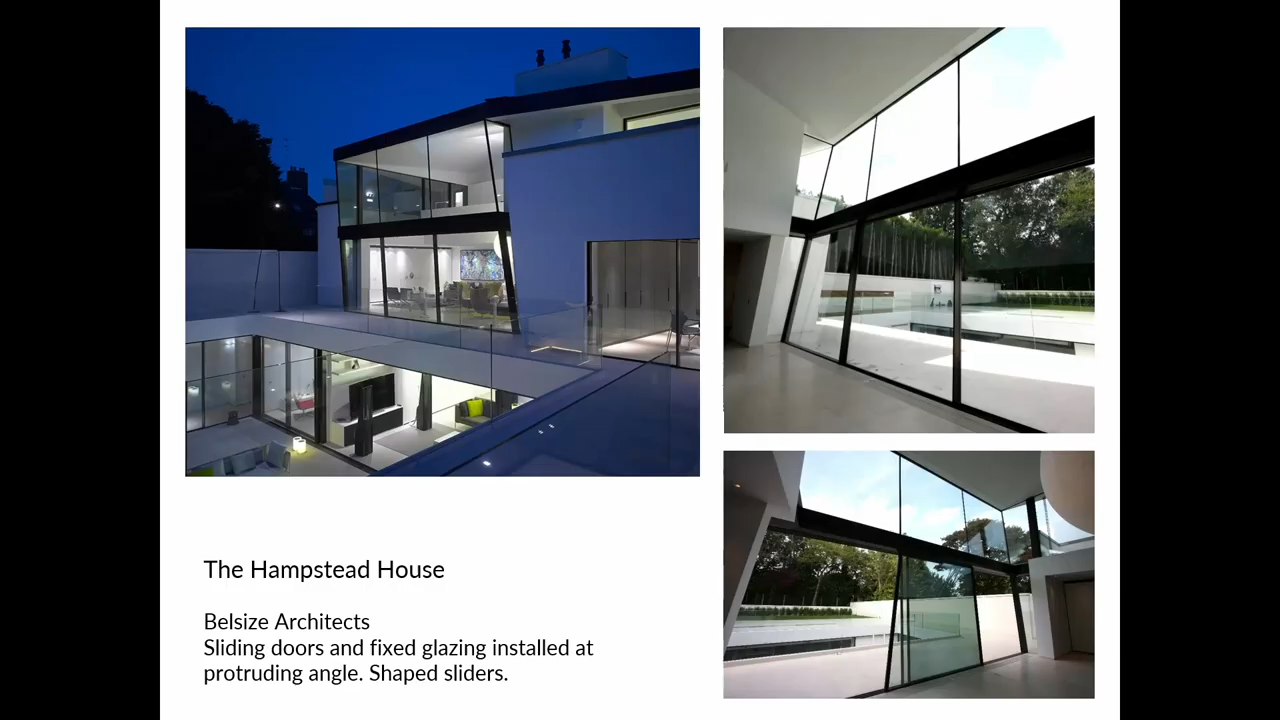 The Hampstead House
Belsize Architects
Sliding doors and fixed glazing installed at
protruding angle. Shaped sliders.